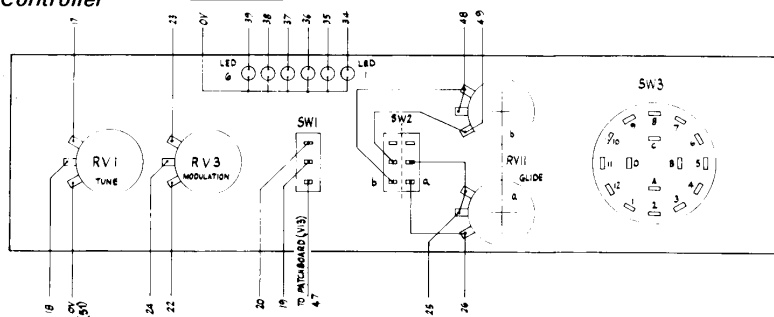 Controller
17
23
0V
39
38
37
36
35
34
48
49
LED
6
LED
1
SW1
SW2
SW3
RV1
TUNE
RV3
MODULATION
RV11
GLIDE
b
a
b
a
9
8
7
10
C
6
11
D
B
5
12
A
4
1
2
3
18
0V
(51)
24
22
20
19
TO PATCHBOARD (V13)
47
25
26